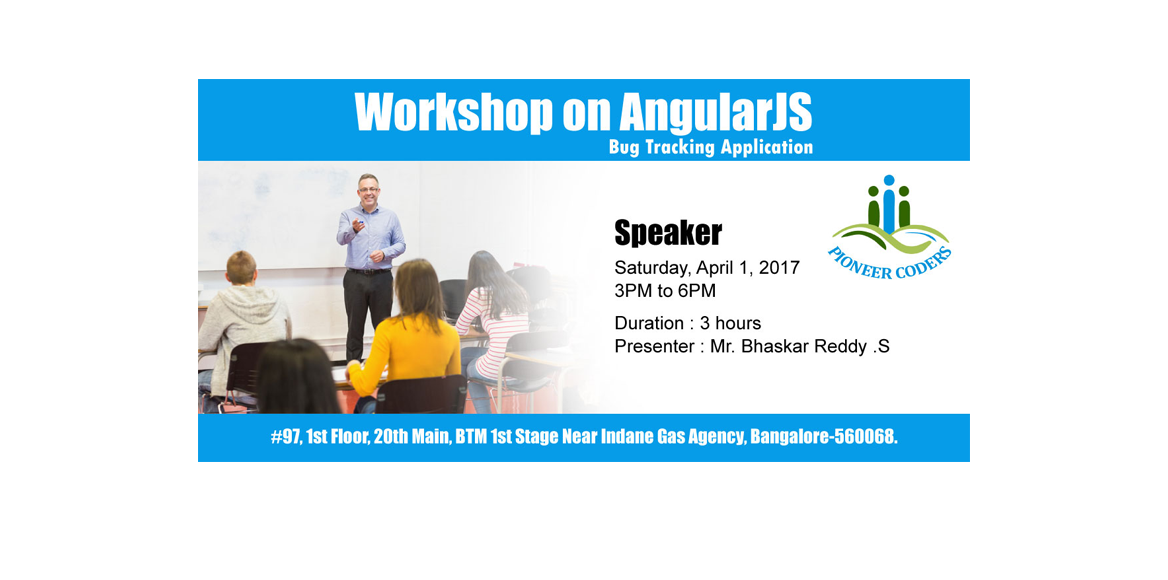 Workshop on AngularJS
Bug Tracking Application
Speaker
Saturday, April 1, 2017
3PM to 6PM
Duration : 3 hours
Presenter : Mr. Bhaskar Reddy .S
PIONEER CODERS
#97, 1st Floor, 20th Main, BTM 1st Stage Near Indane Gas Agency, Bangalore-560068.